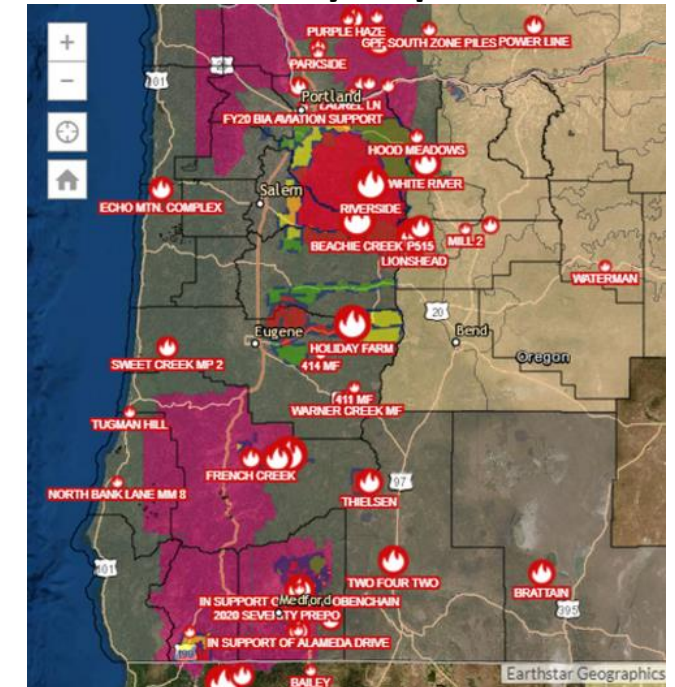 PURPLE HAZE
GPF SOUTH ZONE PILES
POWER LINE
PARKSIDE
101
Portland
LAUREL LN
FY20 BIA AVIATION SUPPORT
HOOD MEADOWS
WHITE RIVER
Salem
ECHO MTN. COMPLEX
RIVERSIDE
BEACHIE CREEK
P515
MILL 2
LIONSHEAD
WATERMAN
20
Eugene
Bend
HOLIDAY FARM
Oregon
SWEET CREEK MP 2
414 MF
411 MF
WARNER CREEK MF
TUGMAN HILL
FRENCH CREEK
97
NORTH BANK LANE MM 8
THIELSEN
101
TWO FOUR TWO
BRATTAIN
IN SUPPORT
Medford
OBENCHAIN
2020 SEVERITY PREPO
395
IN SUPPORT OF ALAMEDA DRIVE
199
BAILEY
Earthstar Geographics